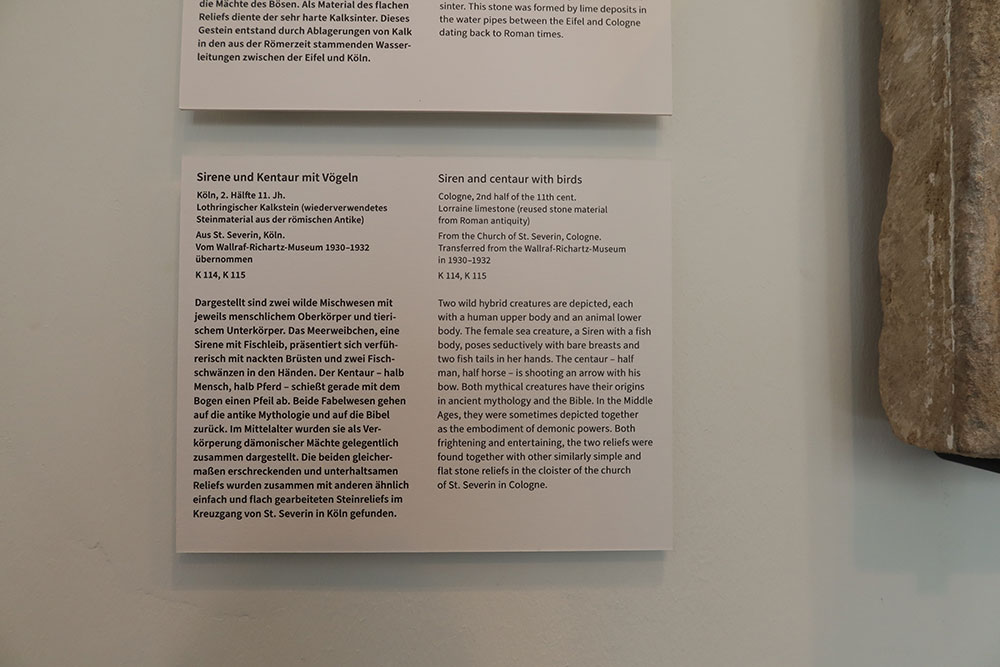 die Mächte des Bösen. Als Material des flachen
Reliefs diente der sehr harte Kalksinter. Dieses
Gestein entstand durch Ablagerungen von Kalk
in den aus der Römerzeit stammenden Wasser-
leitungen zwischen der Eifel und Köln.
sinter. This stone was formed by lime deposits in
the water pipes between the Eifel and Cologne
dating back to Roman times.
Sirene und Kentaur mit Vögeln
Köln, 2. Hälfte 11. Jh.
Lothringischer Kalkstein (wiederverwendetes
Steinmaterial aus der römischen Antike)
Aus St. Severin, Köln.
Vom Wallraf-Richartz-Museum 1930–1932
übernommen
K 114, K 115
Dargestellt sind zwei wilde Mischwesen mit
jeweils menschlichem Oberkörper und tieri-
schem Unterkörper. Das Meerweibchen, eine
Sirene mit Fischleib, präsentiert sich verfüh-
rerisch mit nackten Brüsten und zwei Fisch-
schwänzen in den Händen. Der Kentaur – halb
Mensch, halb Pferd – schießt gerade mit dem
Bogen einen Pfeil ab. Beide Fabelwesen gehen
auf die antike Mythologie und auf die Bibel
zurück. Im Mittelalter wurden sie als Ver-
körperung dämonischer Mächte gelegentlich
zusammen dargestellt. Die beiden gleicher-
maßen erschreckenden und unterhaltsamen
Reliefs wurden zusammen mit anderen ähnlich
einfach und flach gearbeiteten Steinreliefs im
Kreuzgang von St. Severin in Köln gefunden.
Siren and centaur with birds
Cologne, 2nd half of the 11th cent.
Lorraine limestone (reused stone material
from Roman antiquity)
From the Church of St. Severin, Cologne.
Transferred from the Wallraf-Richartz-Museum
in 1930–1932
K 114, K 115
Two wild hybrid creatures are depicted, each
with a human upper body and an animal lower
body. The female sea creature, a Siren with a fish
body, poses seductively with bare breasts and
two fish tails in her hands. The centaur – half
man, half horse – is shooting an arrow with his
bow. Both mythical creatures have their origins
in ancient mythology and the Bible. In the Middle
Ages, they were sometimes depicted together
as the embodiment of demonic powers. Both
frightening and entertaining, the two reliefs were
found together with other similarly simple and
flat stone reliefs in the cloister of the church
of St. Severin in Cologne.